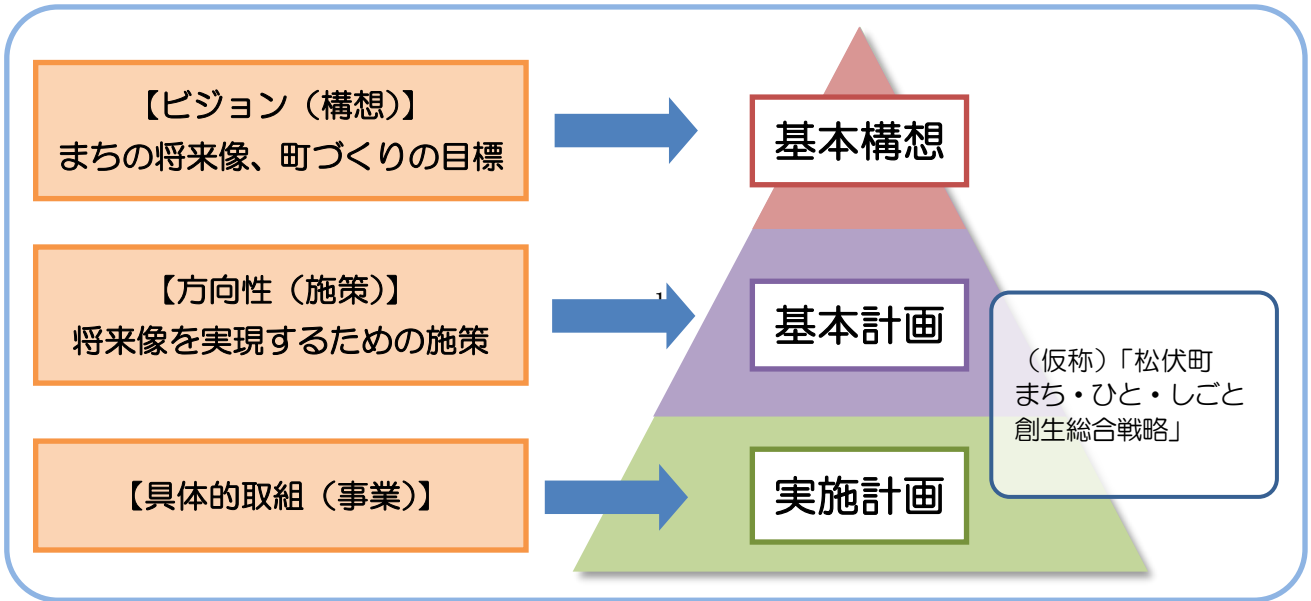 【ビジョン（構想）】
まちの将来像、町づくりの目標
基本構想
【方向性（施策）】
将来像を実現するための施策
基本計画
（仮称）「松伏町
まち・ひと・しごと
創生総合戦略」
【具体的取組（事業）】
実施計画